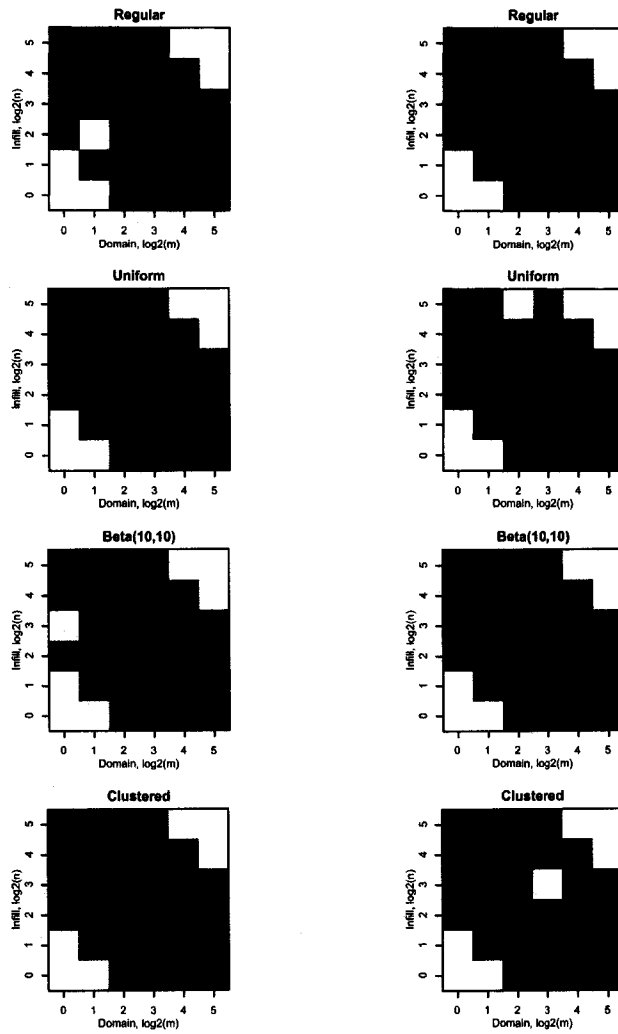 Regular
Infill, log2(n)
0 1 2 3 4 5
0 1 2 3 4 5
Domain, log2(m)
Regular
Infill, log2(n)
0 1 2 3 4 5
0 1 2 3 4 5
Domain, log2(m)
Uniform
Infill, log2(n)
0 1 2 3 4 5
0 1 2 3 4 5
Domain, log2(m)
Uniform
Infill, log2(n)
0 1 2 3 4 5
0 1 2 3 4 5
Domain, log2(m)
Beta(10,10)
Infill, log2(n)
0 1 2 3 4 5
0 1 2 3 4 5
Domain, log2(m)
Beta(10,10)
Infill, log2(n)
0 1 2 3 4 5
0 1 2 3 4 5
Domain, log2(m)
Clustered
Infill, log2(n)
0 1 2 3 4 5
0 1 2 3 4 5
Domain, log2(m)
Clustered
Infill, log2(n)
0 1 2 3 4 5
0 1 2 3 4 5
Domain, log2(m)